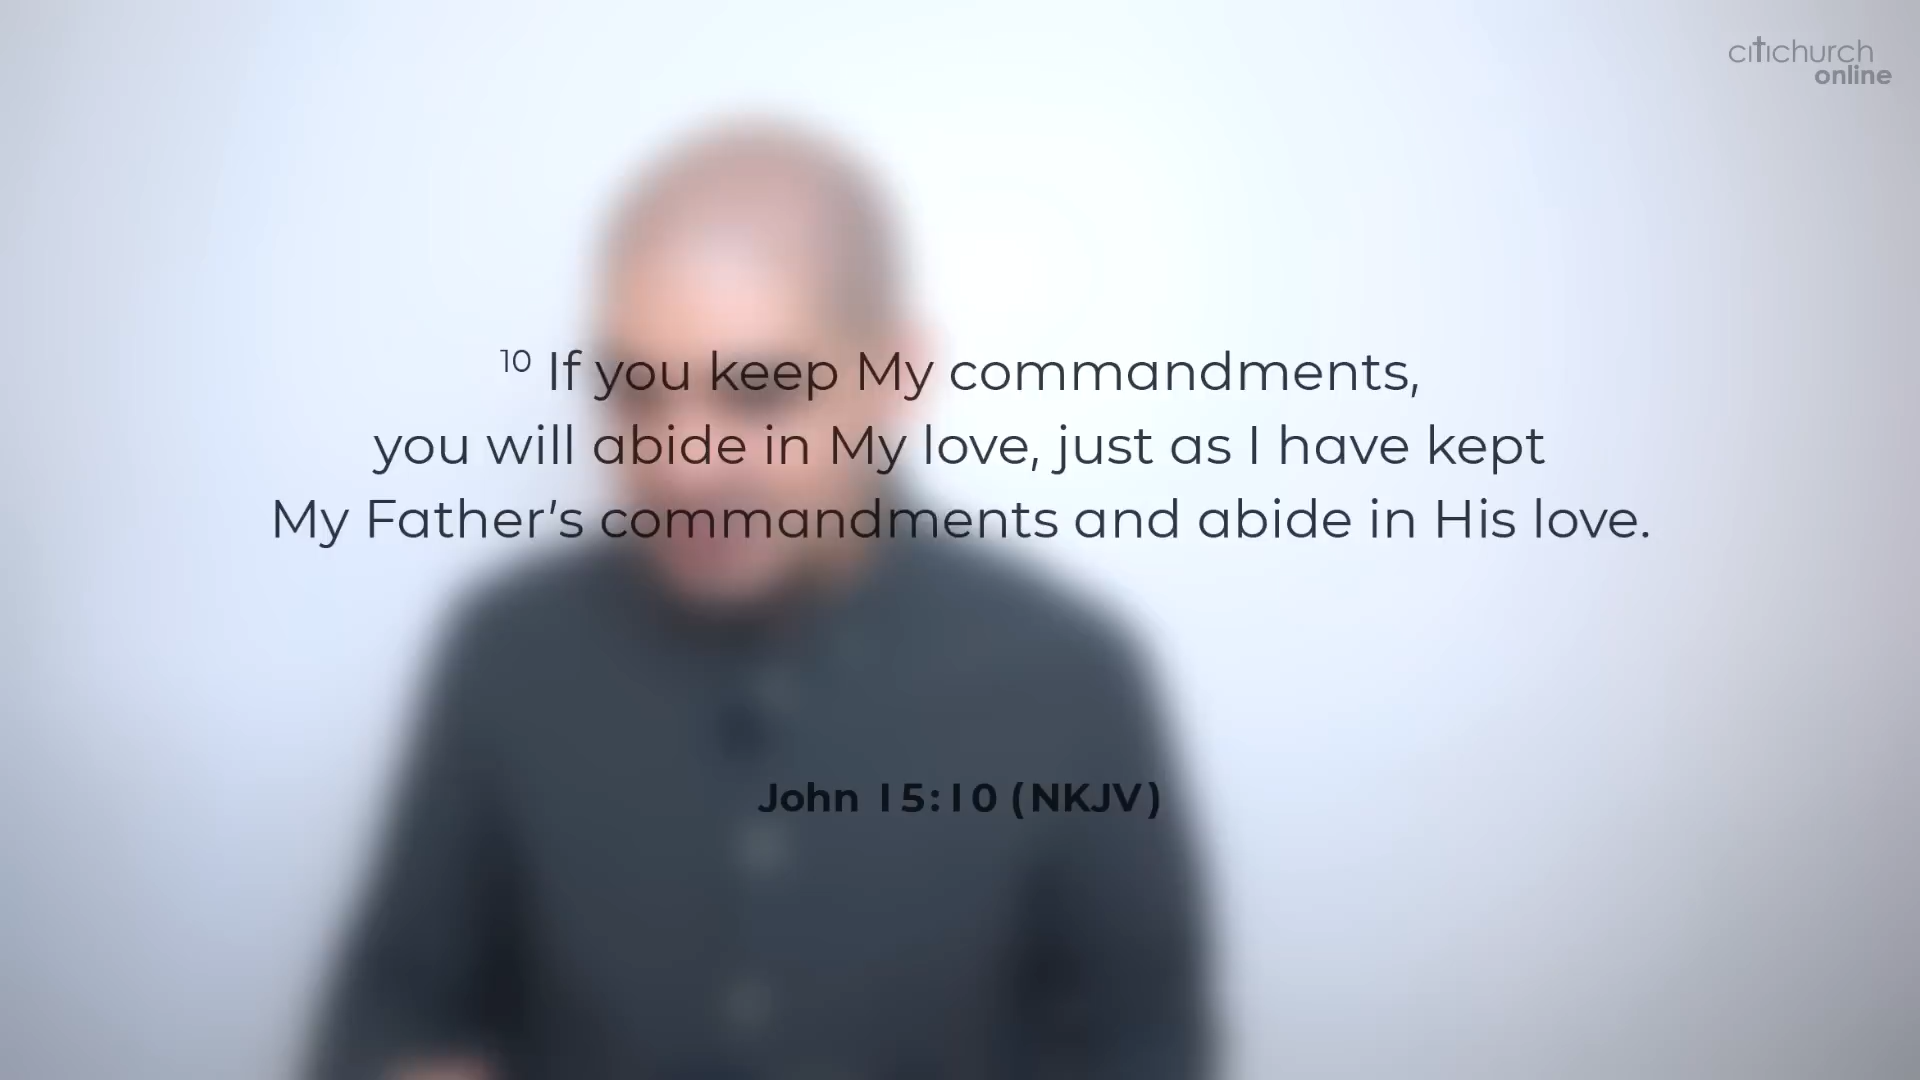 citichurch
online
10 If you keep My commandments,
you will abide in My love, just as I have kept
My Father’s commandments and abide in His love.
John 15:10 (NKJV)